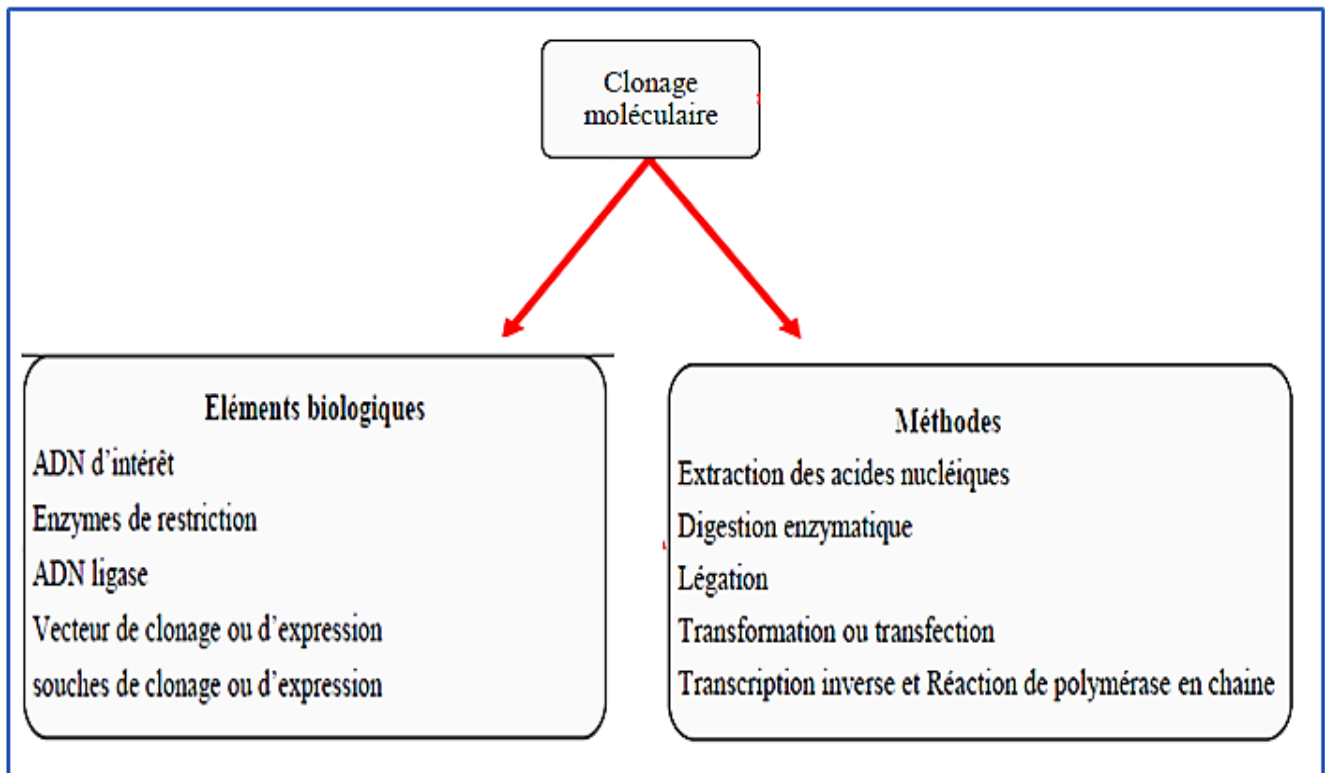 Clonage
moléculaire
Eléments biologiques
ADN d'intérêt
Enzymes de restriction
ADN ligase
Vecteur de clonage ou d'expression
souches de clonage ou d'expression
Méthodes
Extraction des acides nucléiques
Digestion enzymatique
Légation
Transformation ou transfection
Transcription inverse et Réaction de polymérase en chaine